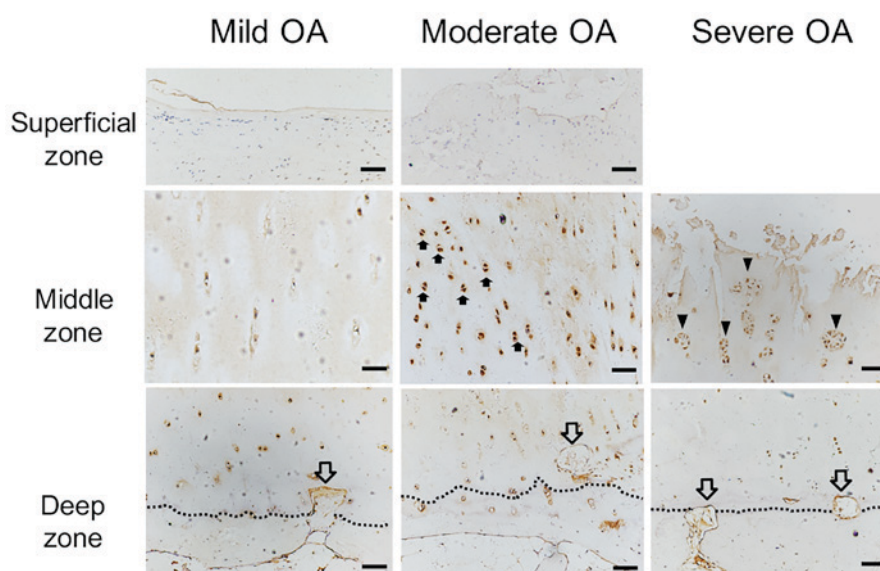 Mild OA Moderate OA Severe OA
Superficial
zone
Middle
zone
Deep
zone